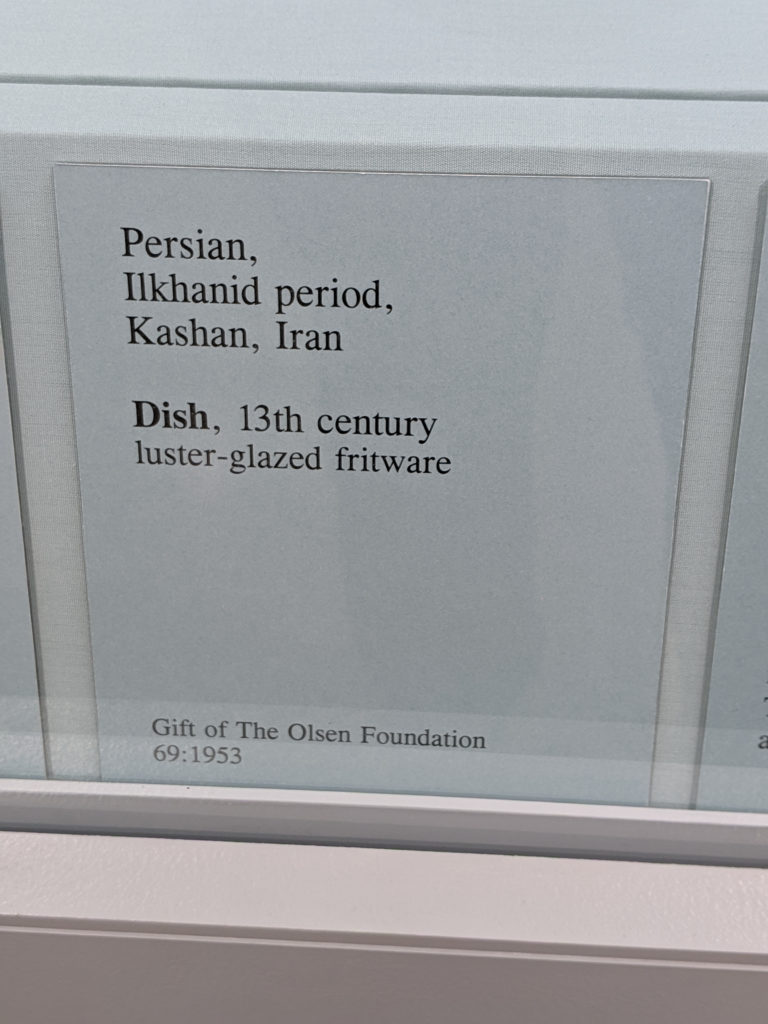 Persian,
Ilkhanid period,
Kashan, Iran
Dish, 13th century
luster-glazed fritware
Gift of The Olsen Foundation
69:1953